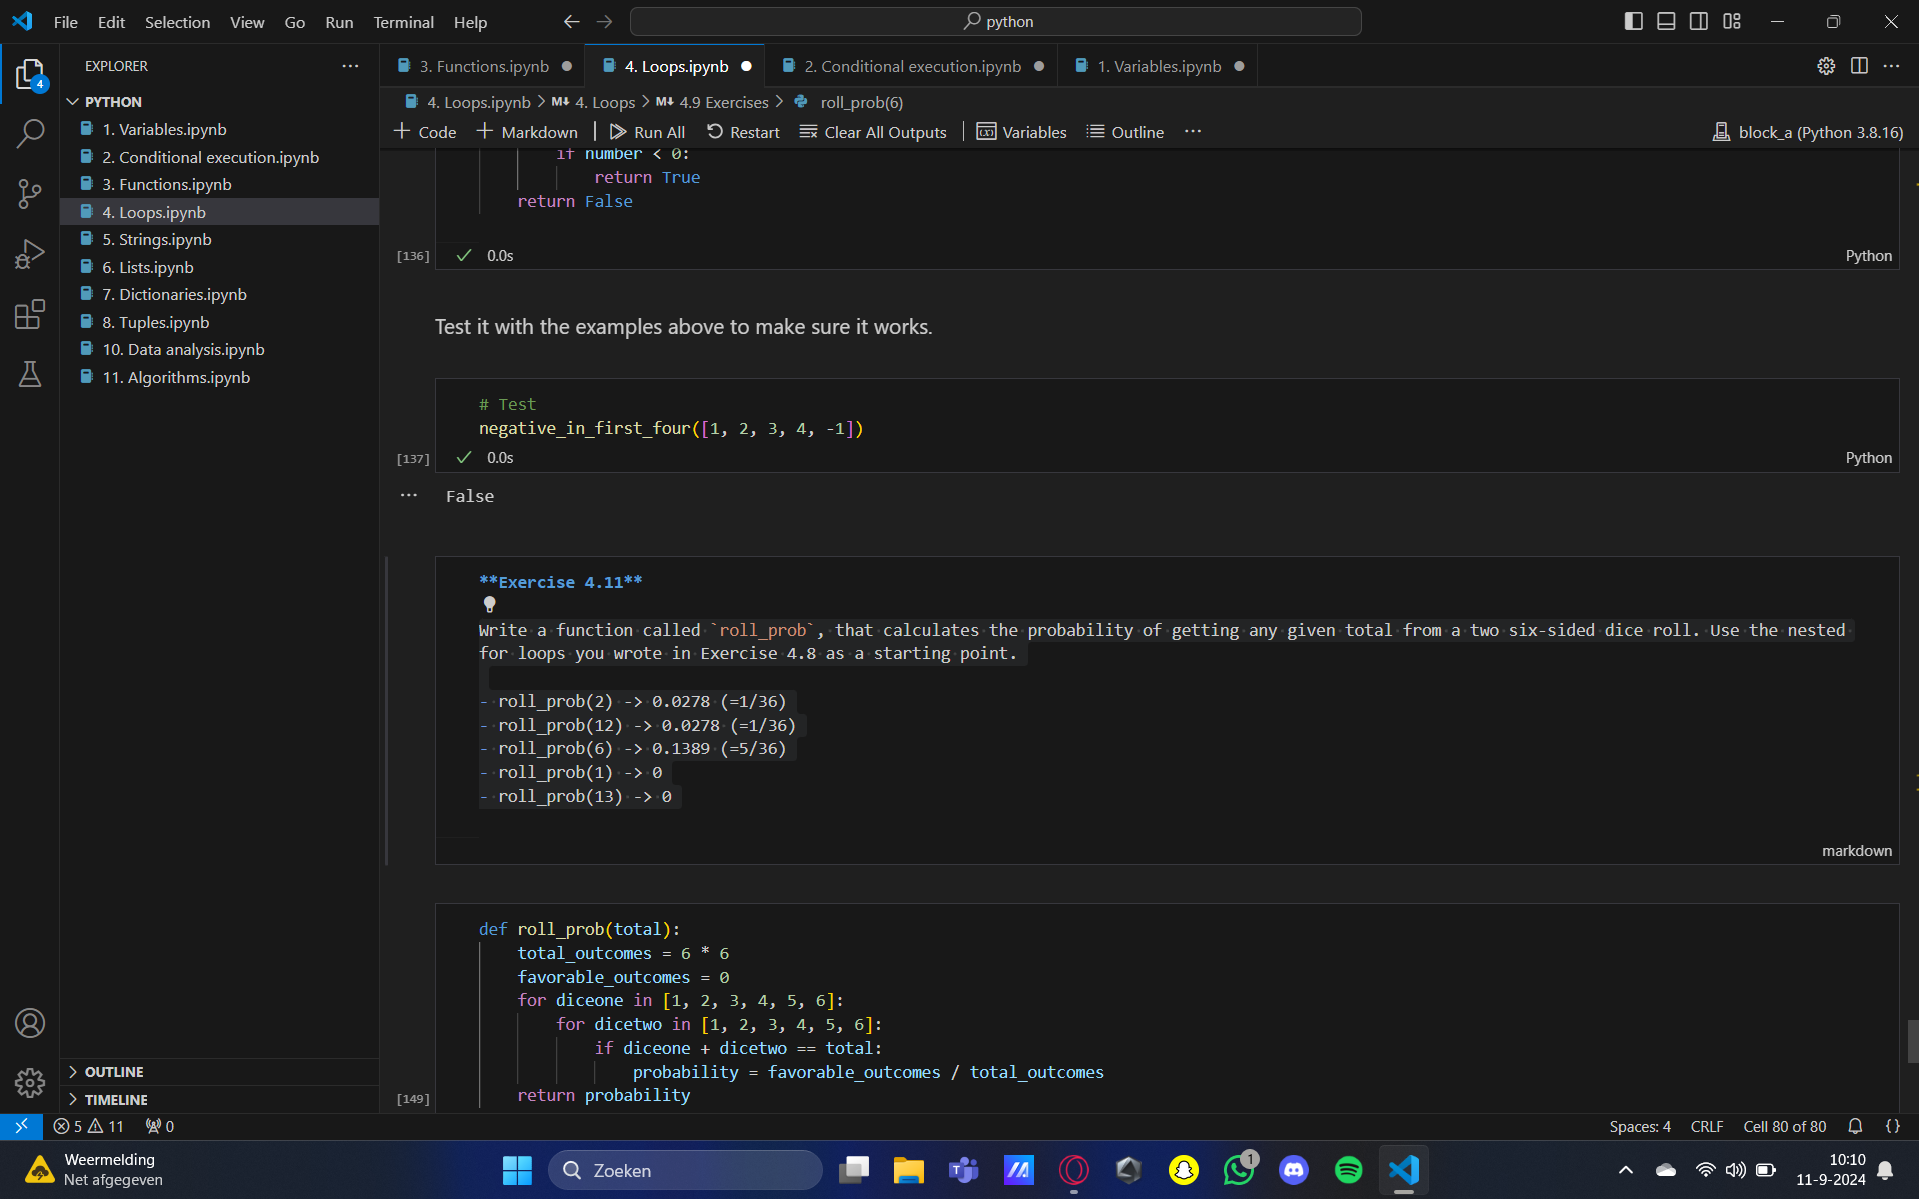 File Edit Selection View Go Run Terminal Help
python
EXPLORER
3. Functions.ipynb
4. Loops.ipynb
2. Conditional execution.ipynb
1. Variables.ipynb
4
PYTHON
1. Variables.ipynb
2. Conditional execution.ipynb
3. Functions.ipynb
4. Loops.ipynb
5. Strings.ipynb
6. Lists.ipynb
7. Dictionaries.ipynb
8. Tuples.ipynb
10. Data analysis.ipynb
11. Algorithms.ipynb
OUTLINE
TIMELINE
4. Loops.ipynb > M↓ 4. Loops > M↓ 4.9 Exercises > roll_prob(6)
+ Code + Markdown | Run All Restart Clear All Outputs | Variables Outline ...
block_a (Python 3.8.16)
if number < 0:
return True
return False
[136] ✓ 0.0s Python
Test it with the examples above to make sure it works.
# Test
negative_in_first_four([1, 2, 3, 4, -1])
[137] ✓ 0.0s Python
... False
**Exercise 4.11**
Write a function called `roll_prob`, that calculates the probability of getting any given total from a two six-sided dice roll. Use the nested
for loops you wrote in Exercise 4.8 as a starting point.
- roll_prob(2) -> 0.0278 (=1/36)
- roll_prob(12) -> 0.0278 (=1/36)
- roll_prob(6) -> 0.1389 (=5/36)
- roll_prob(1) -> 0
- roll_prob(13) -> 0
markdown
def roll_prob(total):
total_outcomes = 6 * 6
favorable_outcomes = 0
for diceone in [1, 2, 3, 4, 5, 6]:
for dicetwo in [1, 2, 3, 4, 5, 6]:
if diceone + dicetwo == total:
probability = favorable_outcomes / total_outcomes
return probability
[149]
5 11 0
Spaces: 4 CRLF Cell 80 of 80 {}
Weermelding
Net afgegeven
Zoeken
1
10:10
11-9-2024